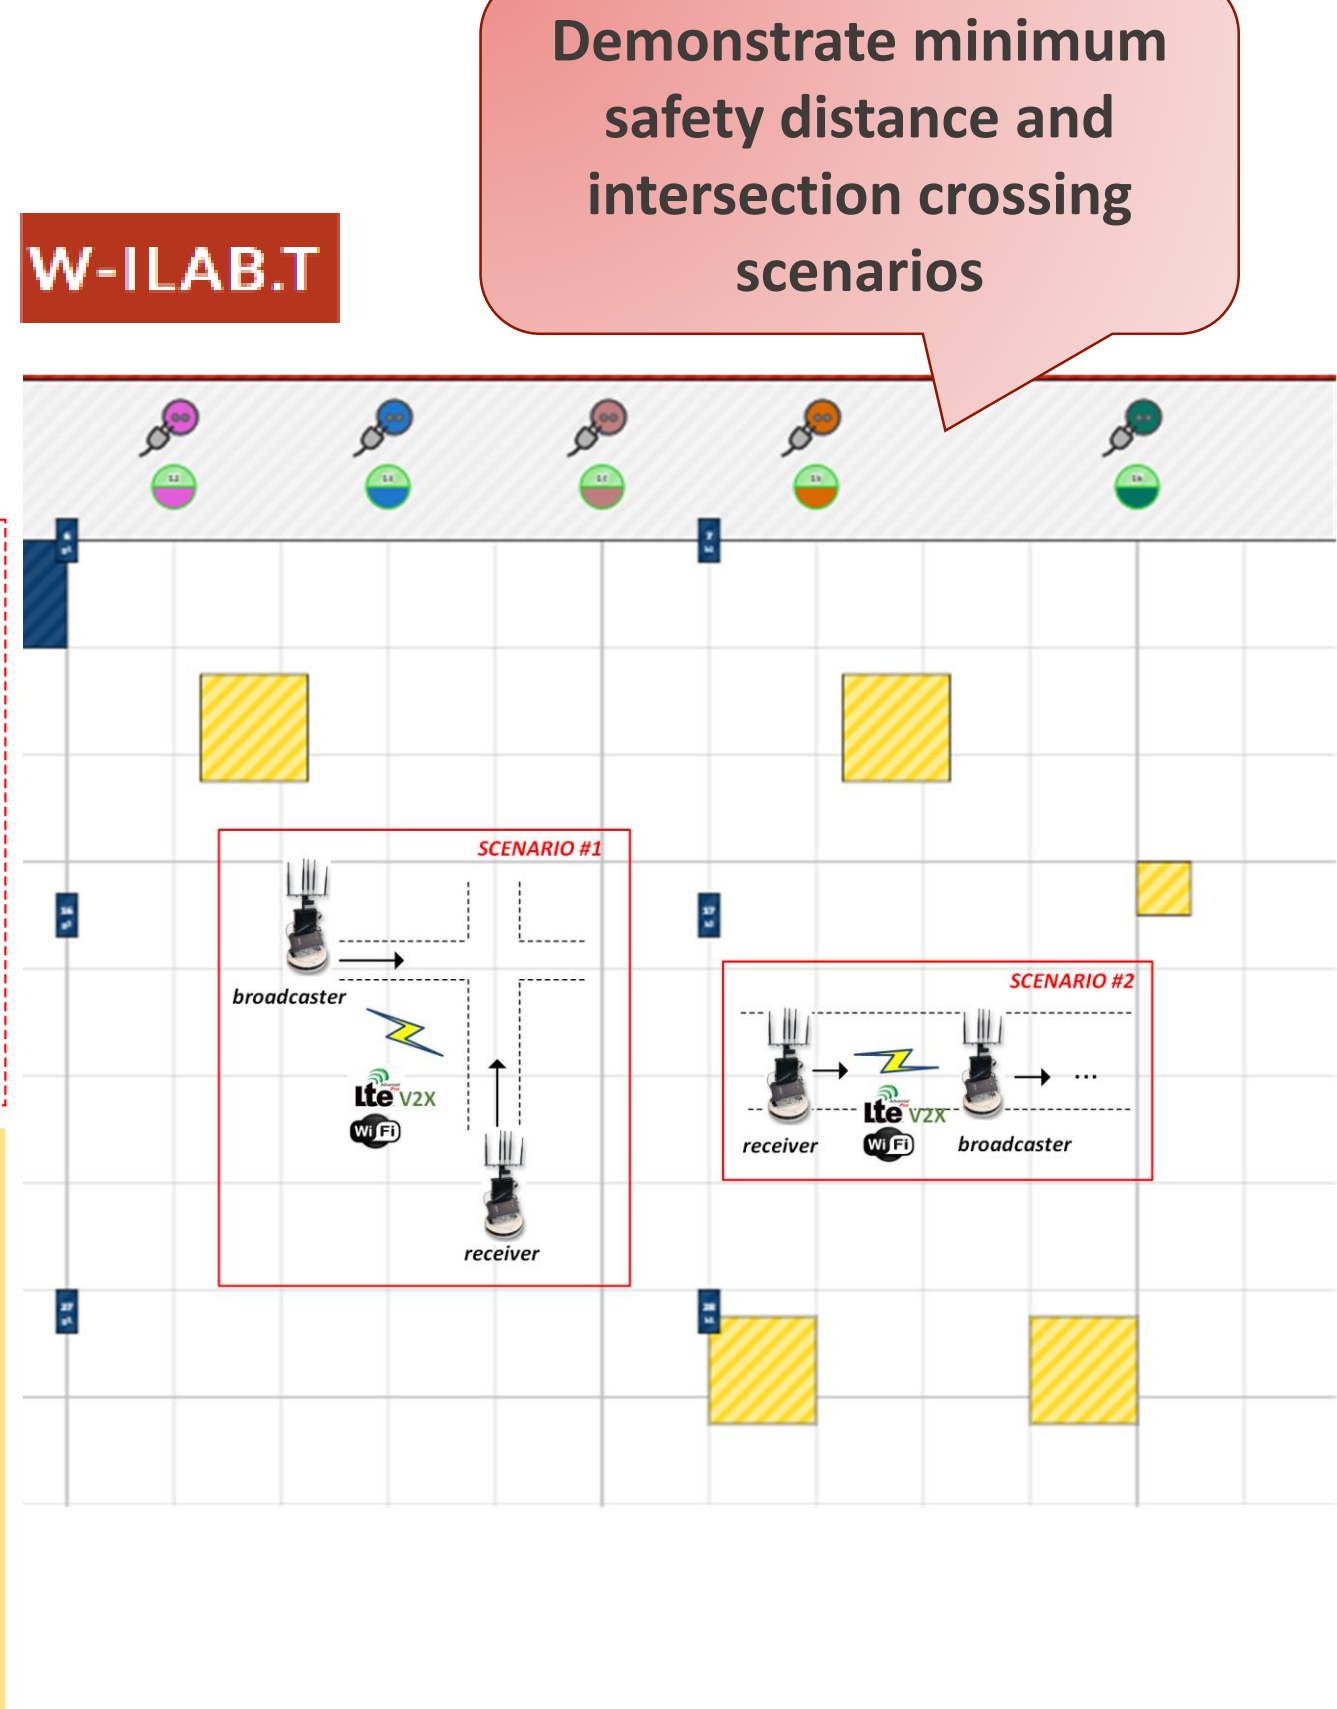 Demonstrate minimum
safety distance and
intersection crossing
scenarios
W-ILAB.T
SCENARIO #1
broadcaster
LTE V2X
Wi Fi
receiver
SCENARIO #2
LTE V2X
Wi Fi
receiver
broadcaster
...